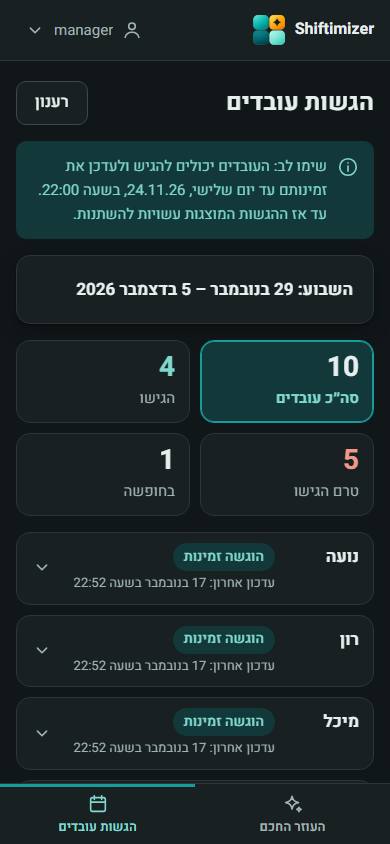 Shiftimizer
manager
הגשות עובדים
רענון
שימו לב: העובדים יכולים להגיש ולעדכן את
זמינותם עד יום שלישי, 24.11.26, בשעה 22:00.
עד אז ההגשות המוצגות עשויות להשתנות.
השבוע: 29 בנובמבר – 5 בדצמבר 2026
10
סה״כ עובדים
4
הגישו
5
טרם הגישו
1
בחופשה
נועה
הוגשה זמינות
עדכון אחרון: 17 בנובמבר בשעה 22:52
רון
הוגשה זמינות
עדכון אחרון: 17 בנובמבר בשעה 22:52
מיכל
הוגשה זמינות
עדכון אחרון: 17 בנובמבר בשעה 22:52
העוזר החכם
הגשות עובדים